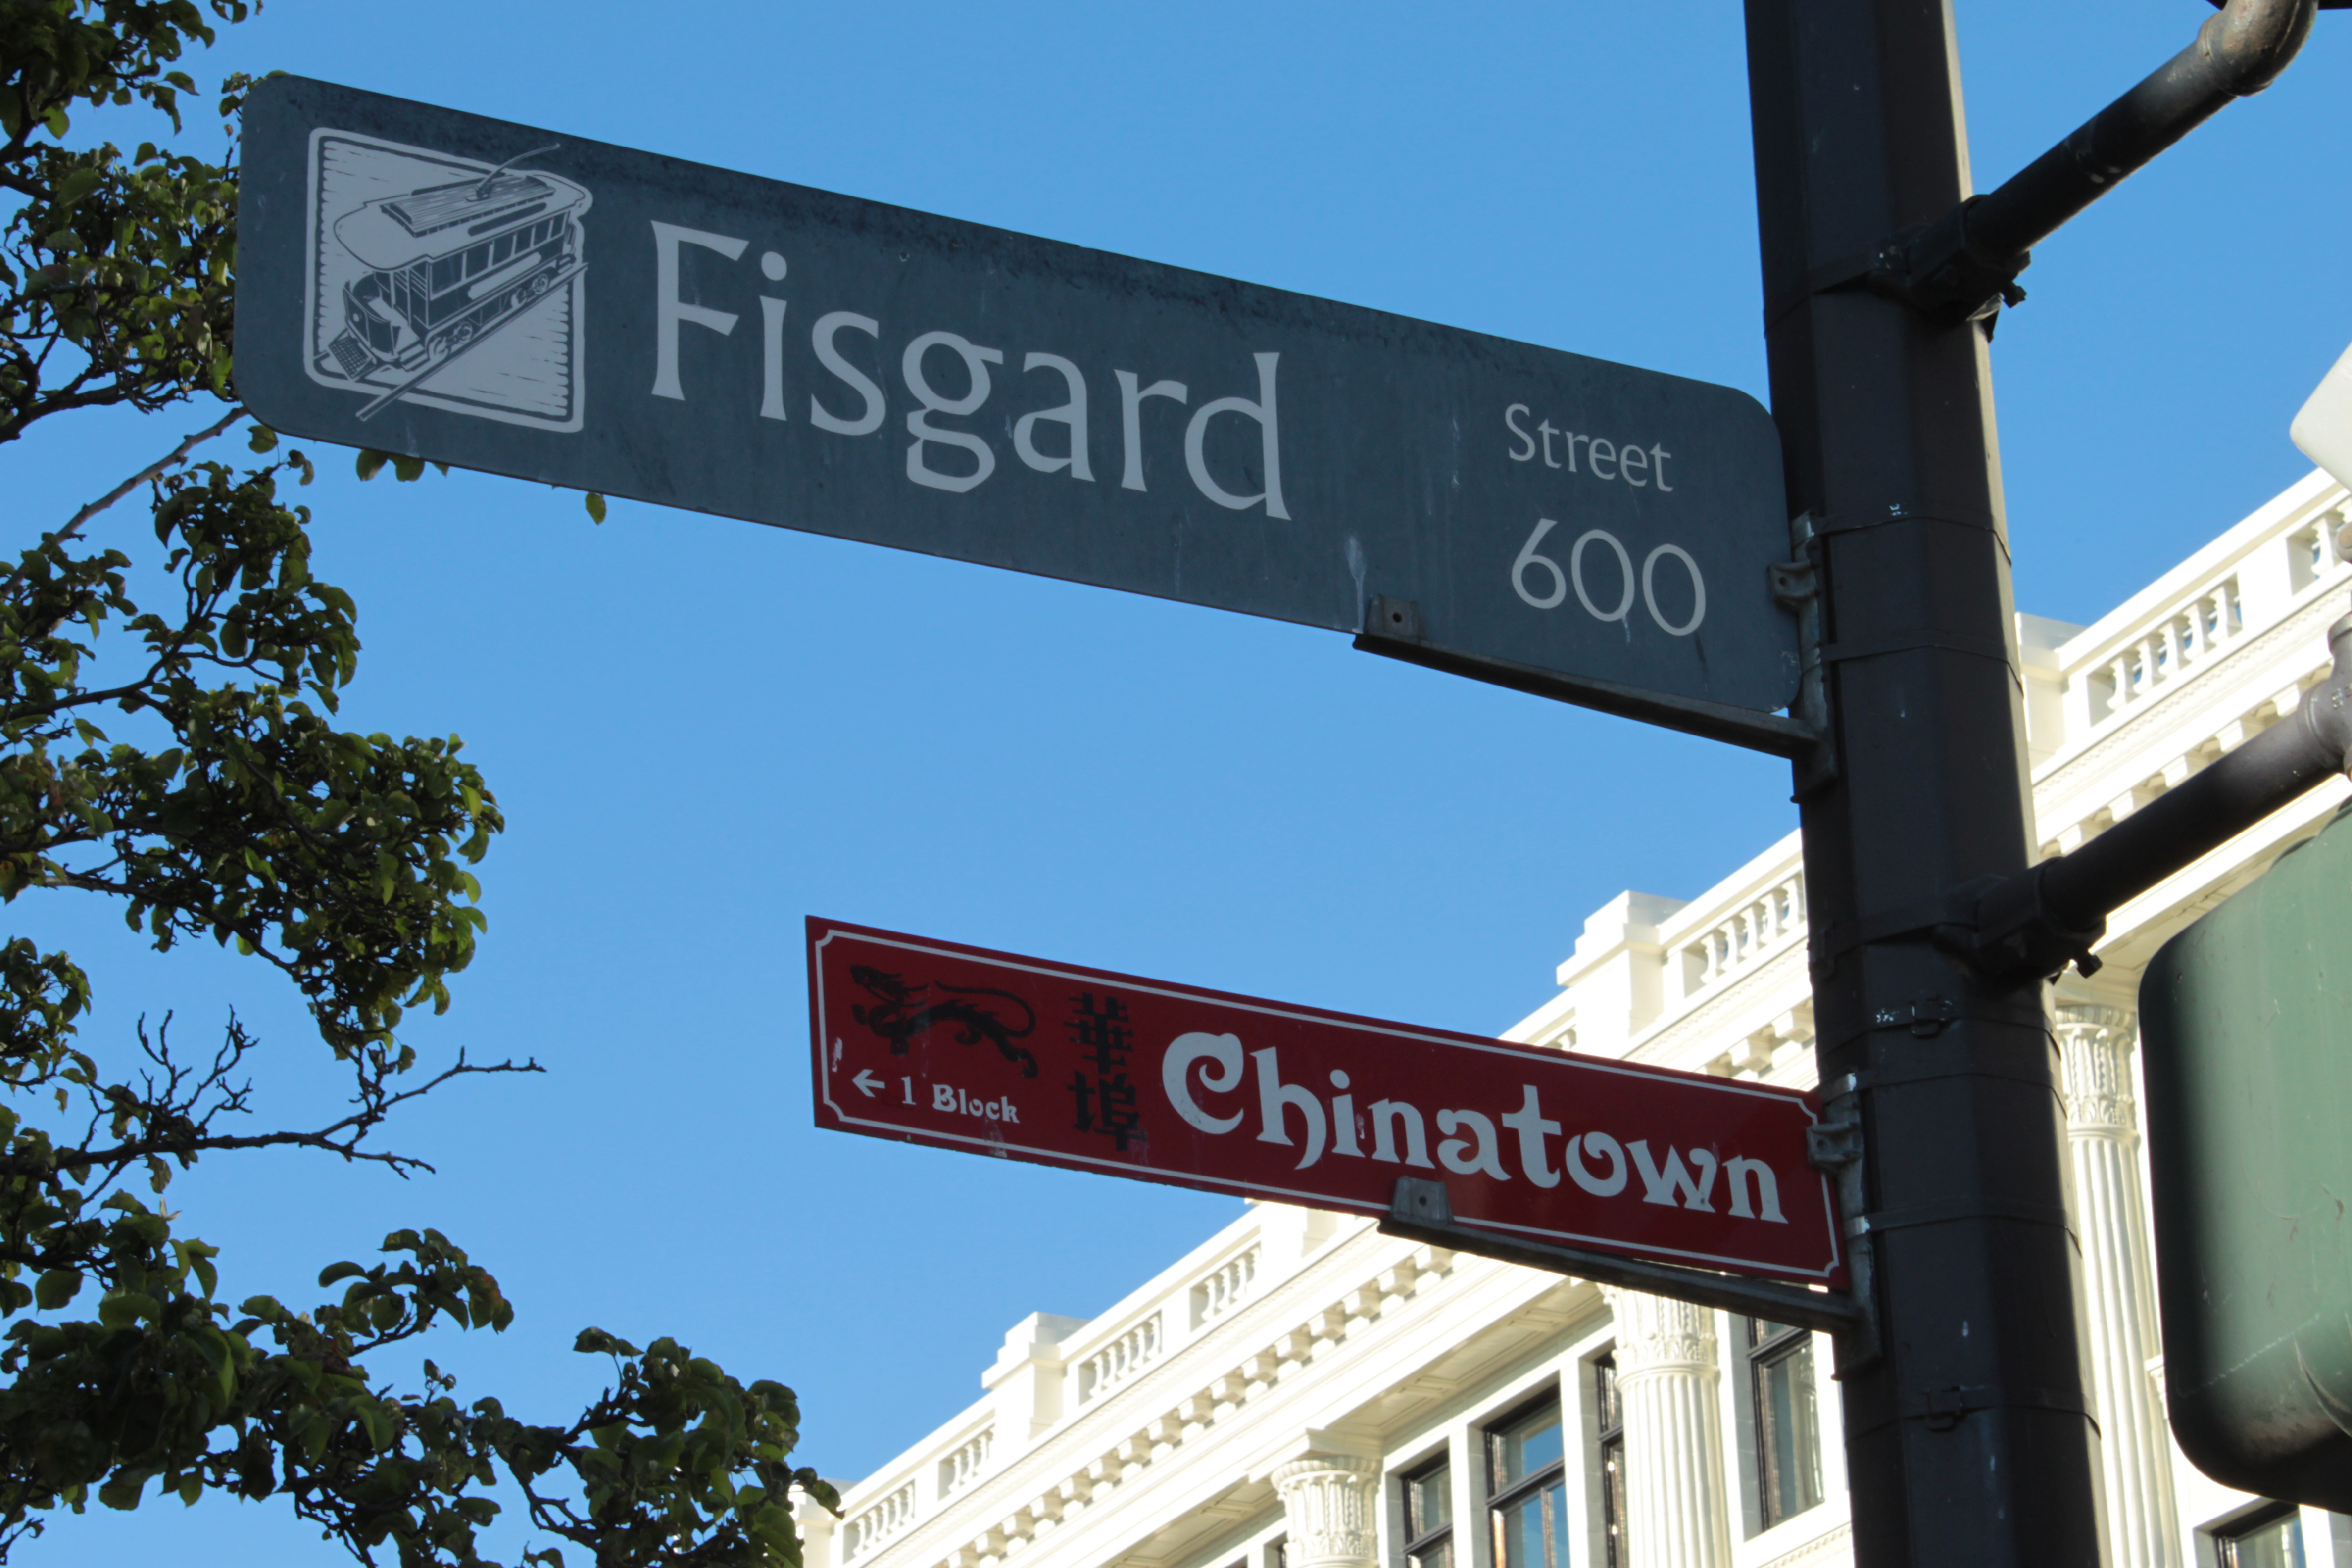 Fisgard
Street
600
華埠
Chinatown
← 1 Block